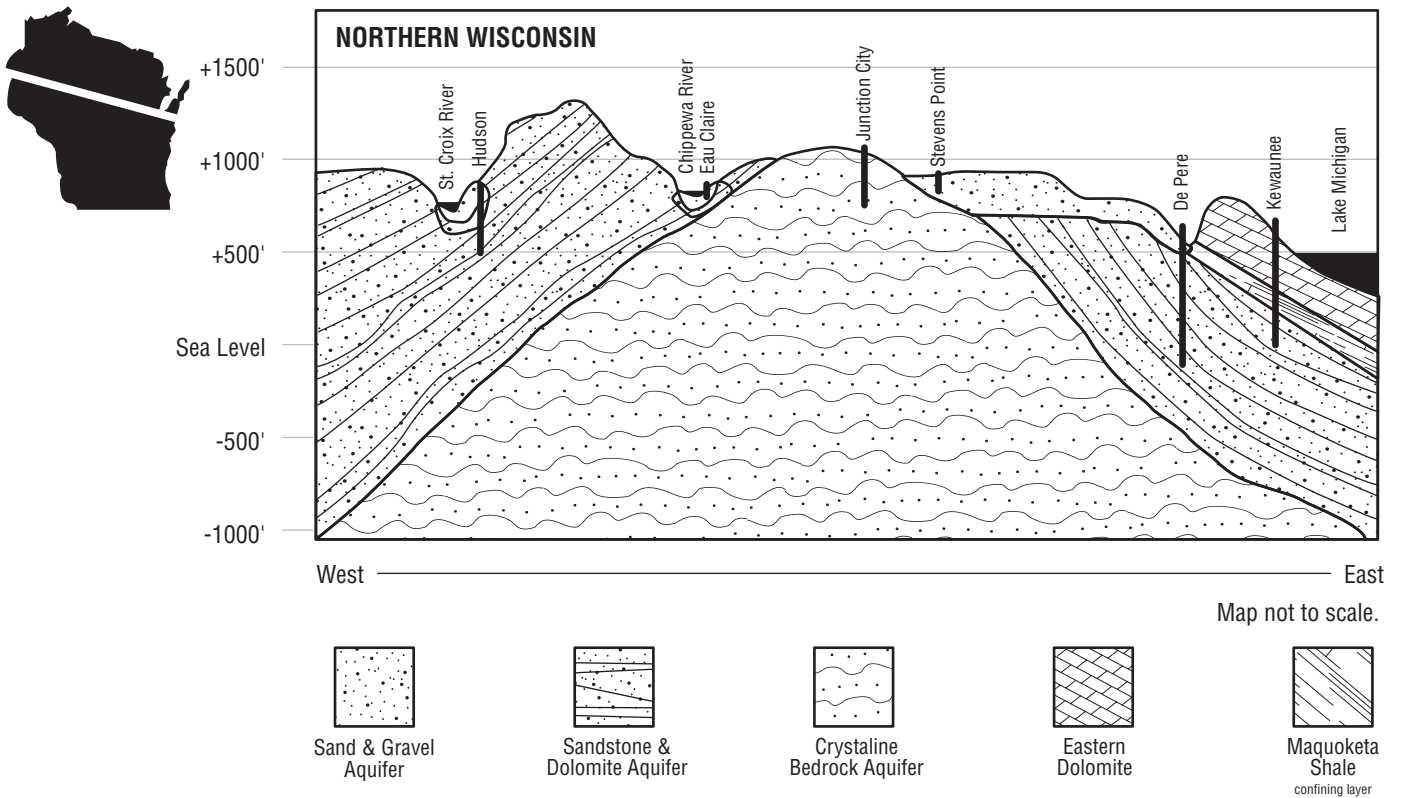 NORTHERN WISCONSIN
+1500'
+1000'
+500'
Sea Level
-500'
-1000'
St. Croix River
Hudson
Chippewa River
Eau Claire
Junction City
Stevens Point
De Pere
Kewaunee
Lake Michigan
West
East
Map not to scale.
Sand & Gravel
Aquifer
Sandstone &
Dolomite Aquifer
Crystaline
Bedrock Aquifer
Eastern
Dolomite
Maquoketa
Shale
confining layer